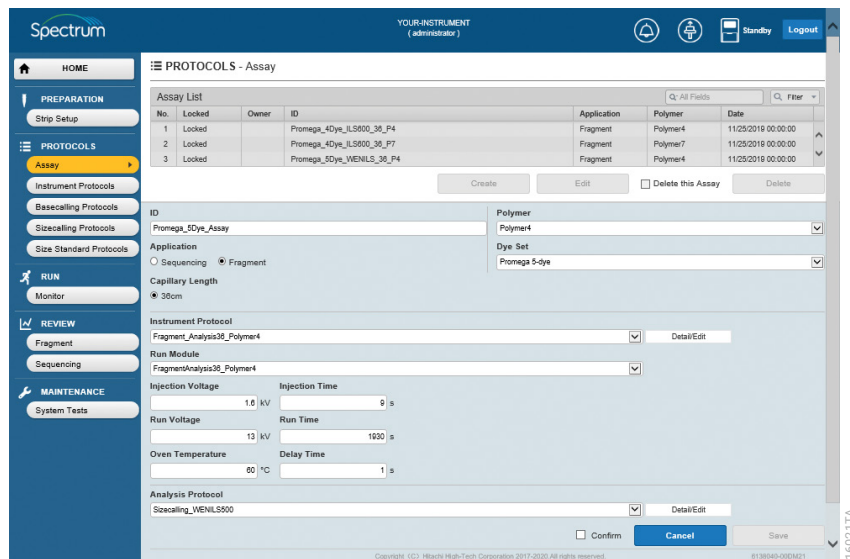 Spectrum
YOUR-INSTRUMENT
( administrator )
Standby
Logout
HOME
PREPARATION
Strip Setup
PROTOCOLS
Assay
Instrument Protocols
Basecalling Protocols
Sizecalling Protocols
Size Standard Protocols
RUN
Monitor
REVIEW
Fragment
Sequencing
MAINTENANCE
System Tests
PROTOCOLS - Assay
Assay List
All Fields
Filter
No. Locked Owner ID Application Polymer Date
1 Locked Promega_4Dye_ILS600_36_P4 Fragment Polymer4 11/25/2019 00:00:00
2 Locked Promega_4Dye_ILS600_36_P7 Fragment Polymer7 11/25/2019 00:00:00
3 Locked Promega_5Dye_WENILS_36_P4 Fragment Polymer4 11/25/2019 00:00:00
Create Edit Delete this Assay Delete
ID Polymer
Promega_5Dye_Assay Polymer4
Application Dye Set
Sequencing Fragment Promega 5-dye
Capillary Length
36cm
Instrument Protocol
Fragment_Analysis36_Polymer4 Detail/Edit
Run Module
FragmentAnalysis36_Polymer4
Injection Voltage Injection Time
1.6 kV 9 s
Run Voltage Run Time
13 kV 1930 s
Oven Temperature Delay Time
60 °C 1 s
Analysis Protocol
Sizecalling_WENILS500 Detail/Edit
Confirm Cancel Save
Copyright (C) Hitachi High-Tech Corporation 2017-2020 All rights reserved. 6139040-00DM21
16021TA